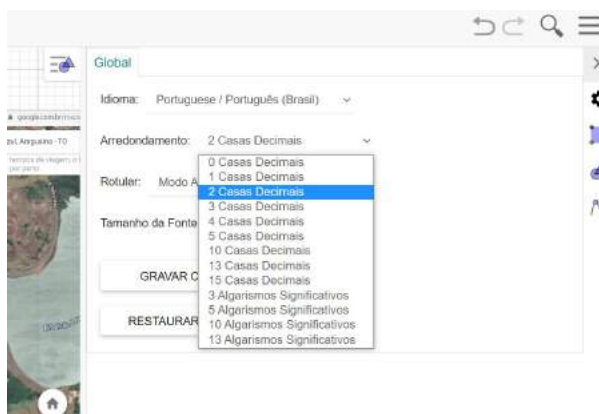 Global
Idioma: Portuguese / Português (Brasil)
Arredondamento: 2 Casas Decimais
0 Casas Decimais
1 Casas Decimais
2 Casas Decimais
3 Casas Decimais
4 Casas Decimais
5 Casas Decimais
10 Casas Decimais
13 Casas Decimais
15 Casas Decimais
3 Algarismos Significativos
5 Algarismos Significativos
10 Algarismos Significativos
13 Algarismos Significativos
Rotular: Modo A
Tamanho da Fonte
GRAVAR C
RESTAURAR